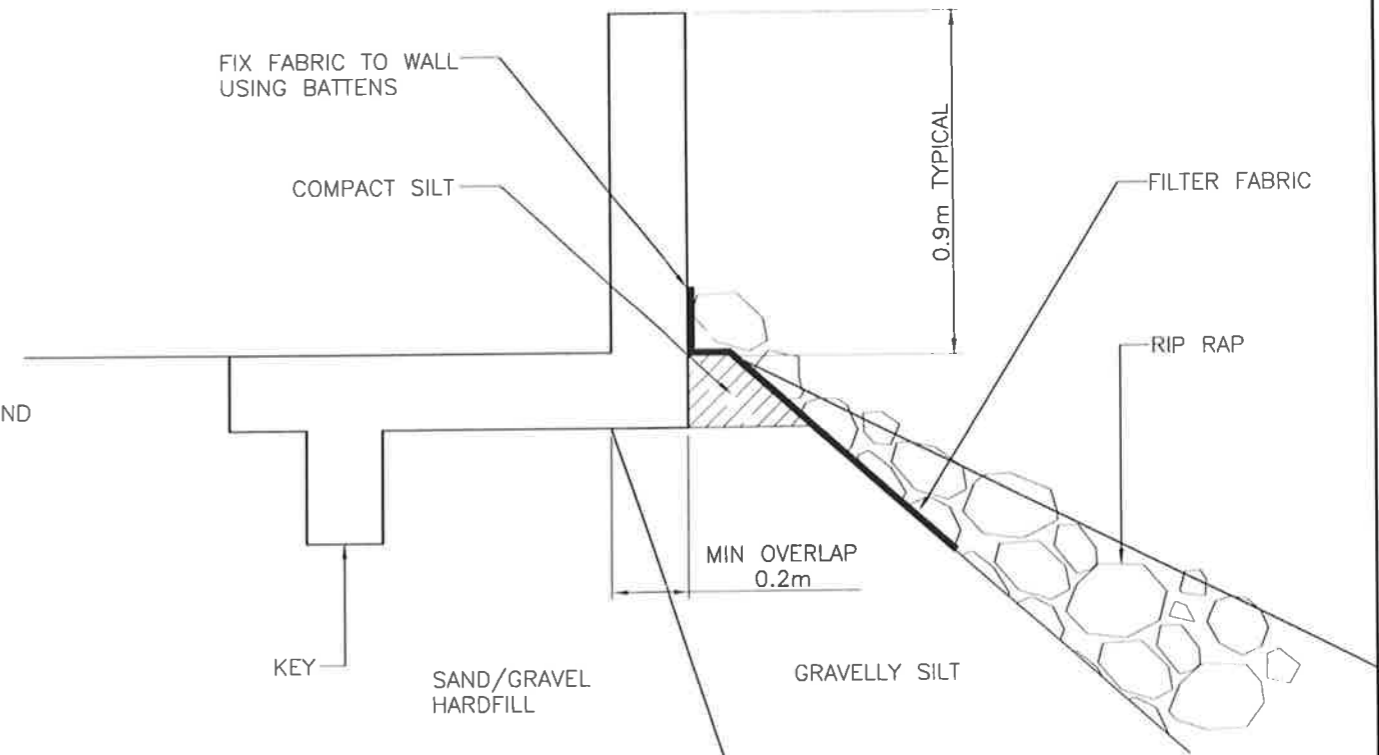 FIX FABRIC TO WALL
USING BATTENS
COMPACT SILT
0.9m TYPICAL
FILTER FABRIC
RIP RAP
ND
MIN OVERLAP
0.2m
KEY
SAND/GRAVEL
HARDFILL
GRAVELLY SILT